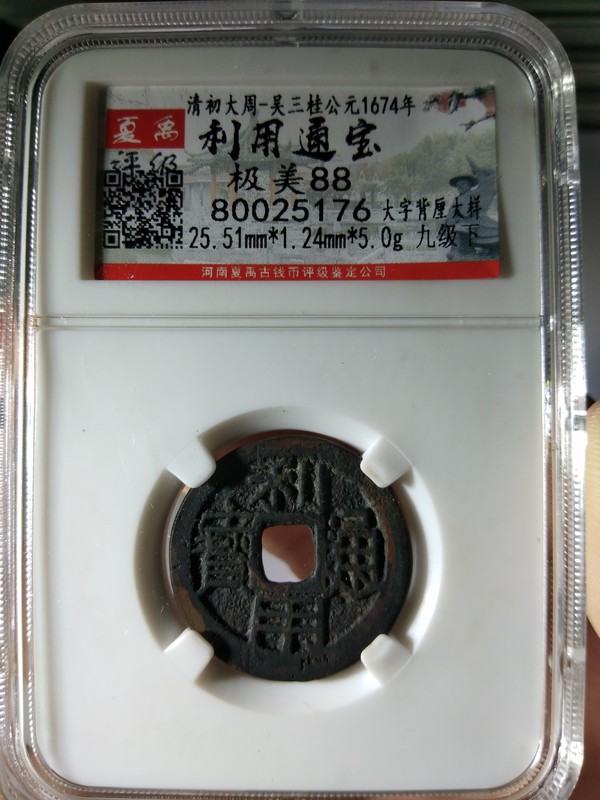 清初大周-吴三桂公元1674年
夏禹
评级
利用通宝
极美88
80025176 大字背厘大样
25.51mm*1.24mm*5.0g 九级下
河南夏禹古钱币评级鉴定公司
利
寶 通
用